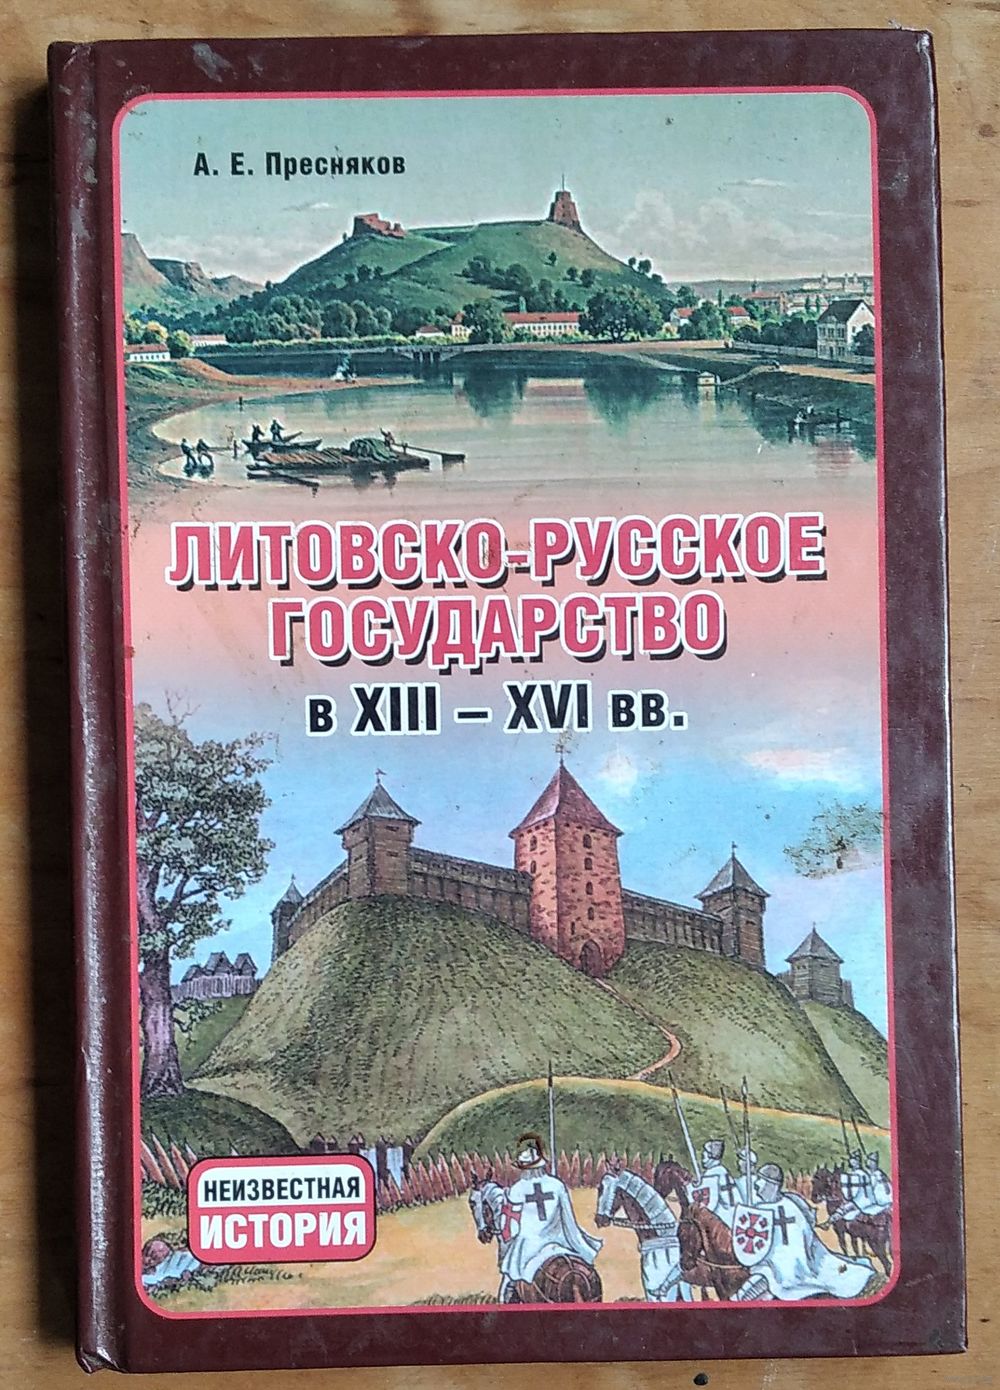 А. Е. Пресняков
ЛИТОВСКО-РУССКОЕ
ГОСУДАРСТВО
в XIII – XVI вв.
НЕИЗВЕСТНАЯ
ИСТОРИЯ